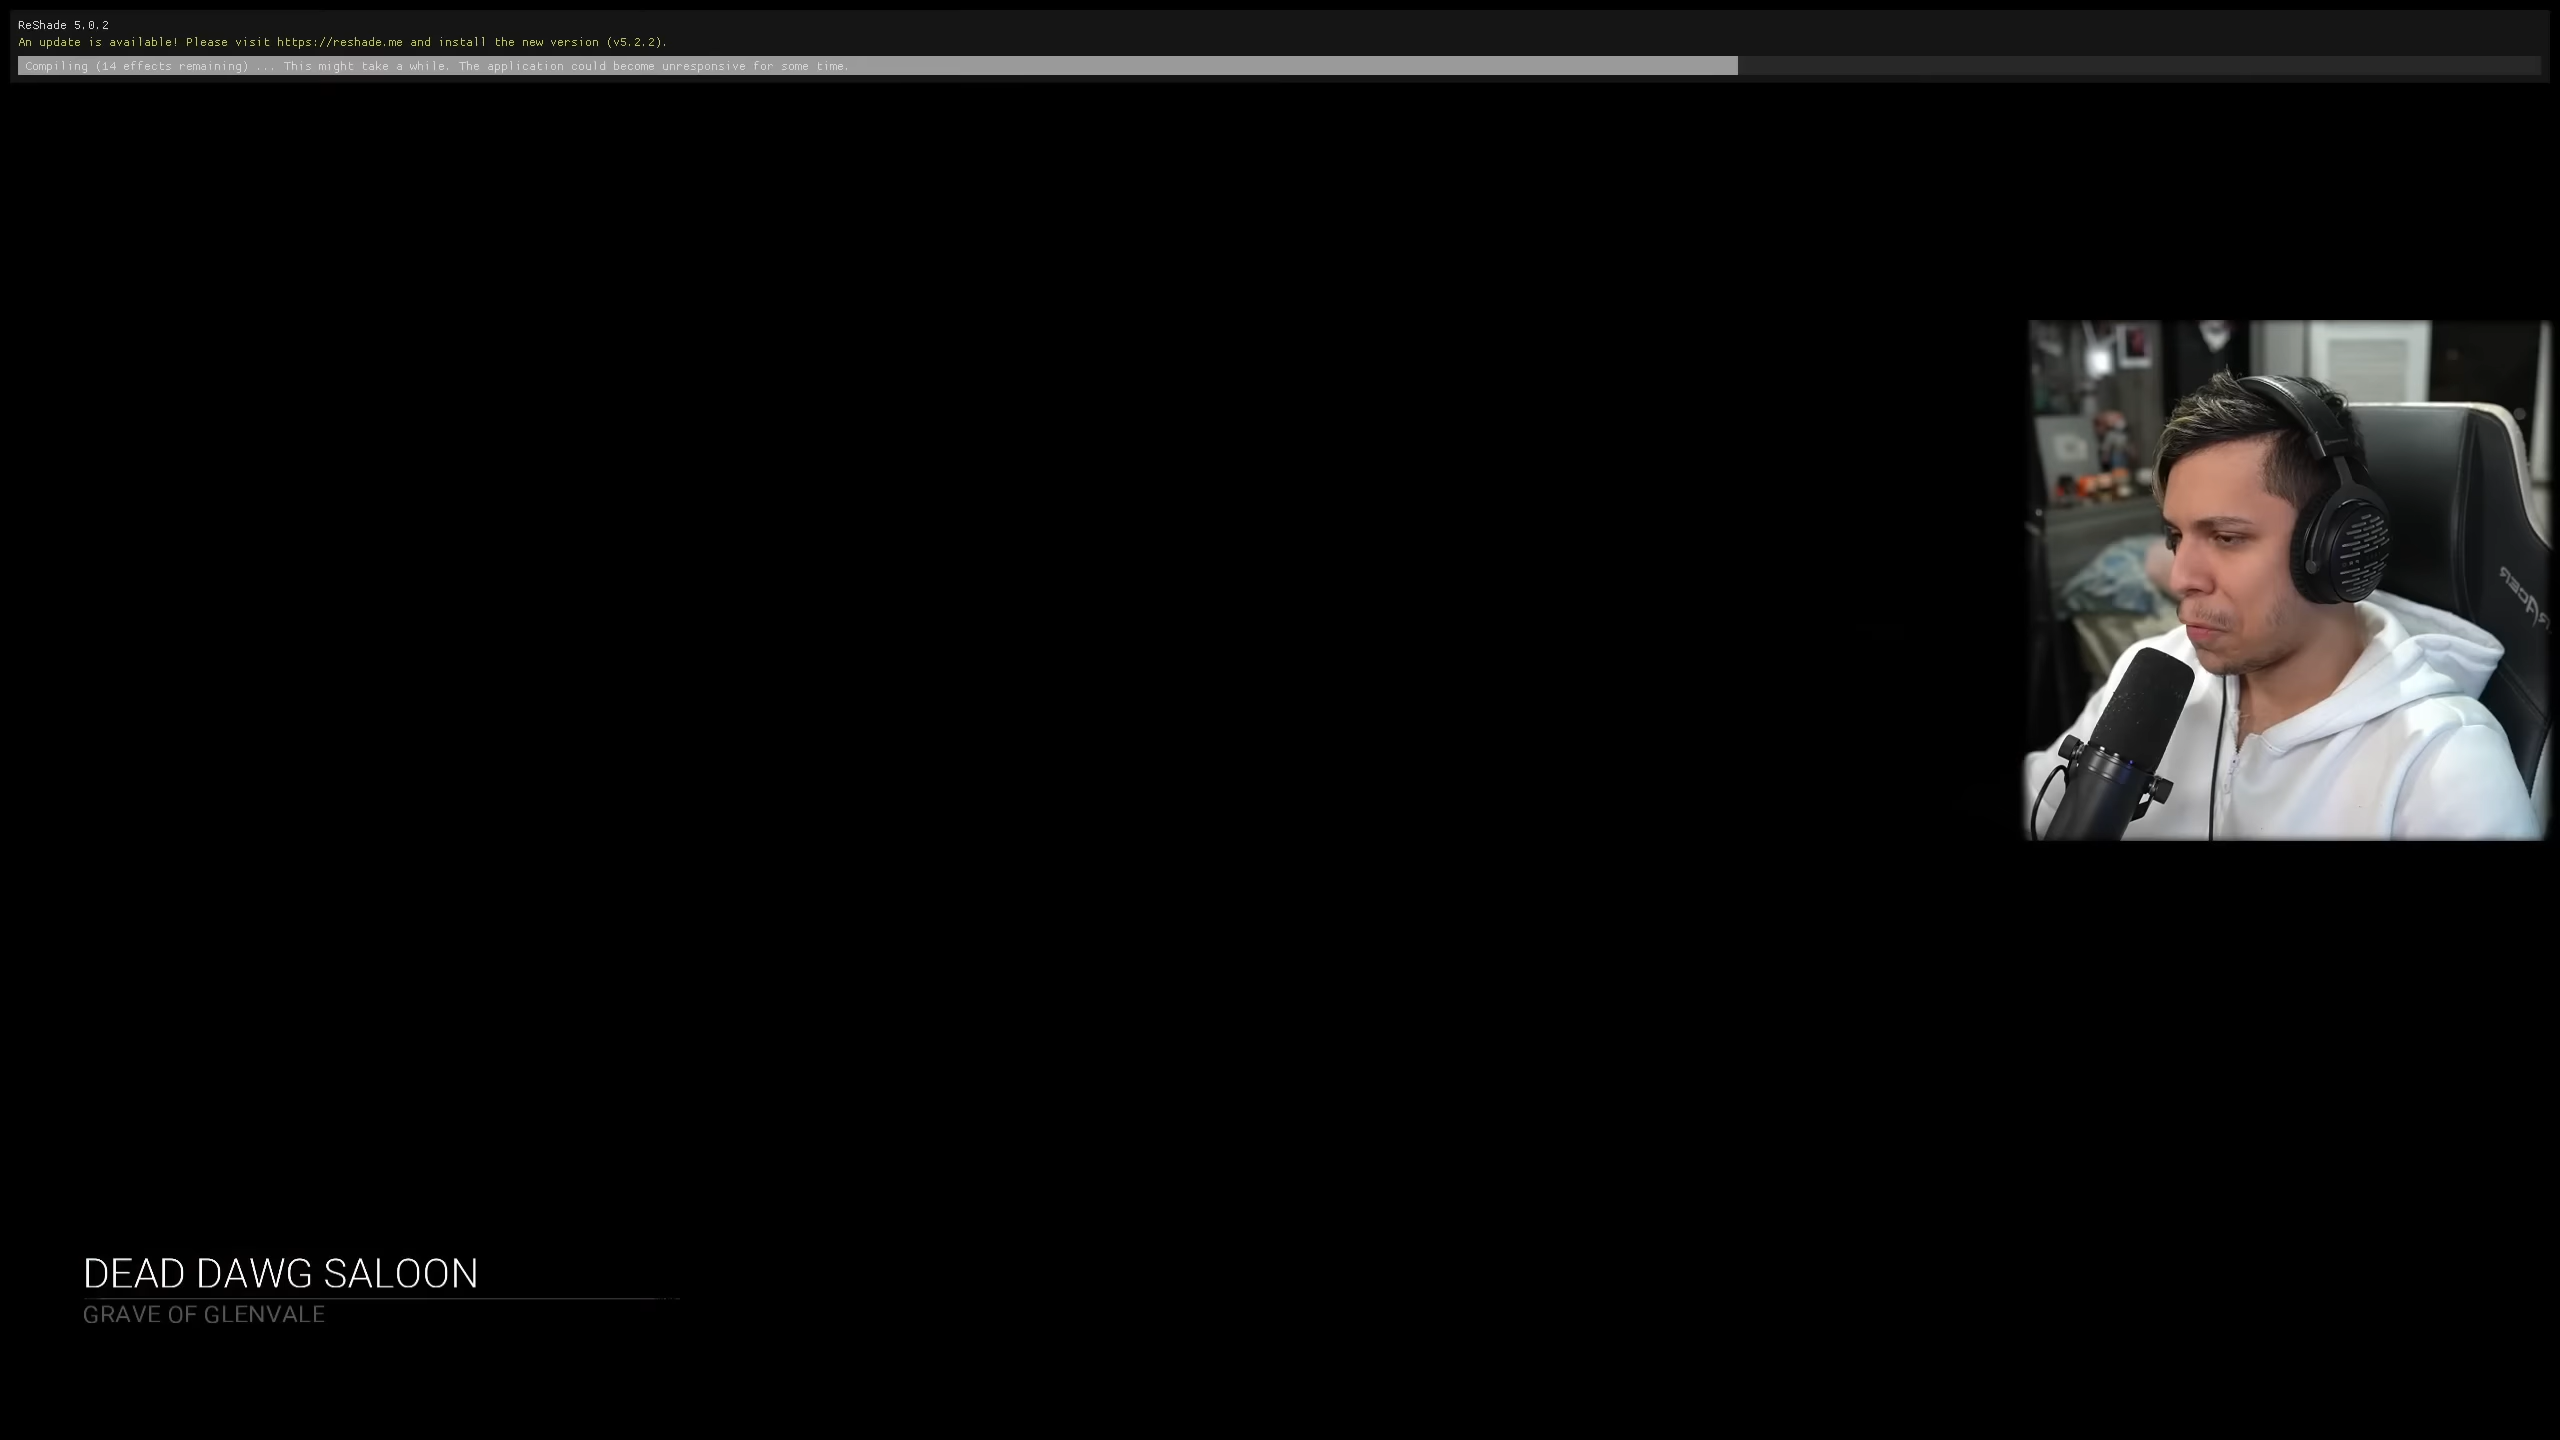 ReShade 5.0.2
An update is available! Please visit https://reshade.me and install the new version (v5.2.2).
Compiling (14 effects remaining) ... This might take a while. The application could become unresponsive for some time.
DEAD DAWG SALOON
GRAVE OF GLENVALE